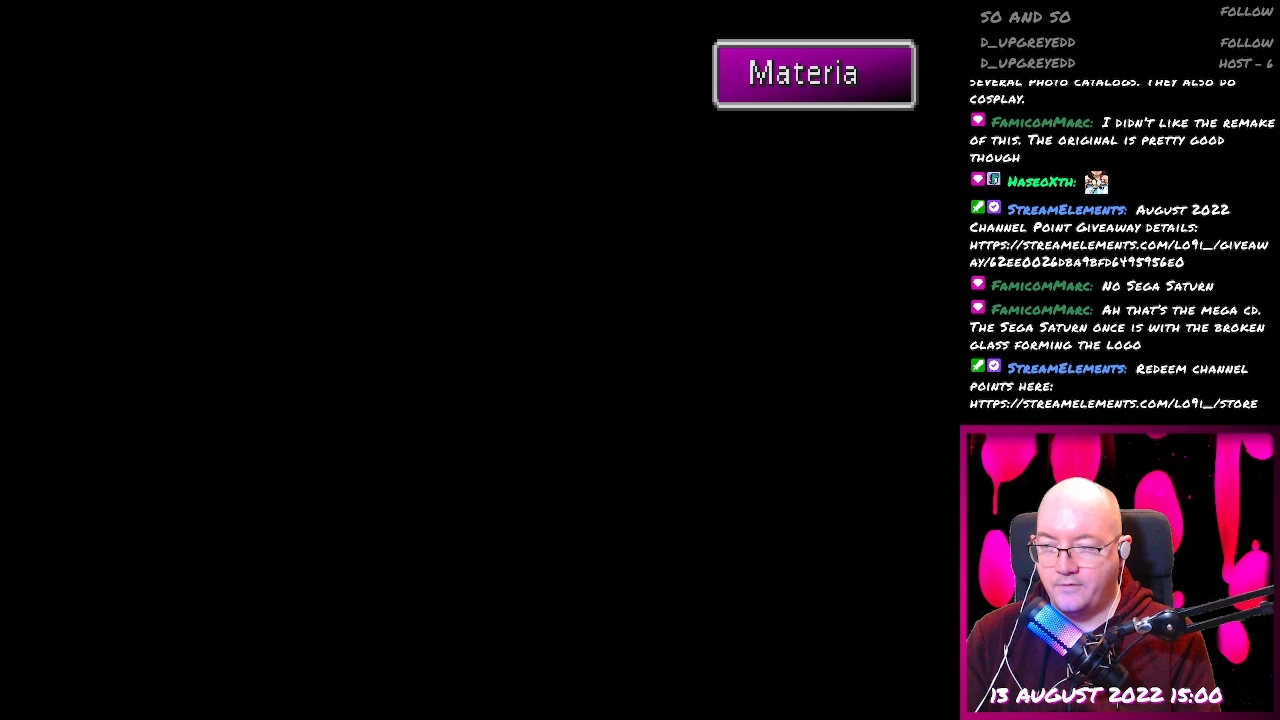 Materia
SO AND SO FOLLOW
D_UPGREYEDD FOLLOW
D_UPGREYEDD HOST - 6
SEVERAL PHOTO CATALOGS. THEY ALSO DO
COSPLAY.
FamicomMarc: I didn't like the remake
of this. The original is pretty good
though
HaseoXth:
StreamElements: August 2022
Channel Point Giveaway details:
https://streamelements.com/lo9i_/giveaw
ay/62ee0026dba9bfd6495956e0
FamicomMarc: No Sega Saturn
FamicomMarc: Ah that's the mega cd.
The Sega Saturn once is with the broken
glass forming the logo
StreamElements: Redeem channel
points here:
https://streamelements.com/lo9i_/store
13 AUGUST 2022 15:00